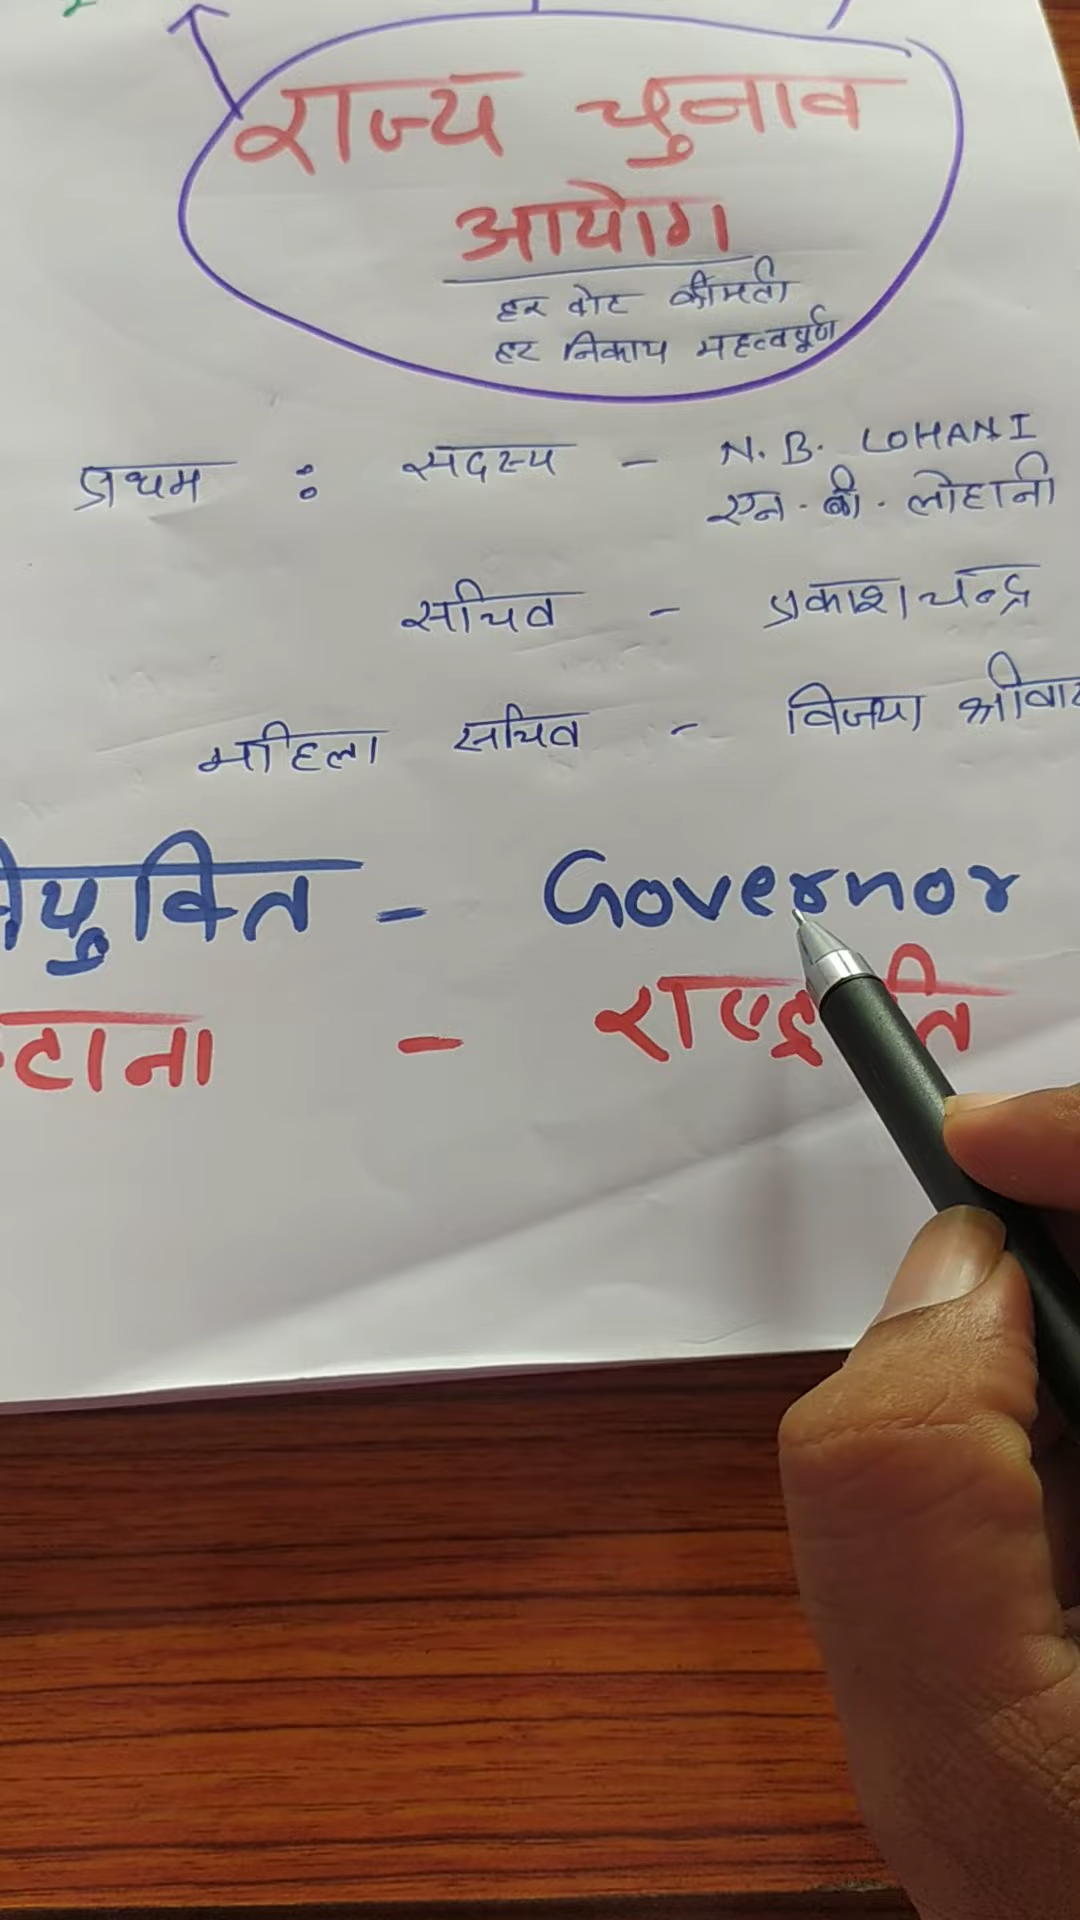 राज्य चुनाव
आयोग
हर वोट कीमती
हर निकाय महत्वपूर्ण
प्रथम : सदस्य - N. B. LOHANI
एन. बी. लोहानी
सचिव - प्रकाश चन्द्र
महिला सचिव - विजया
- Governor
-